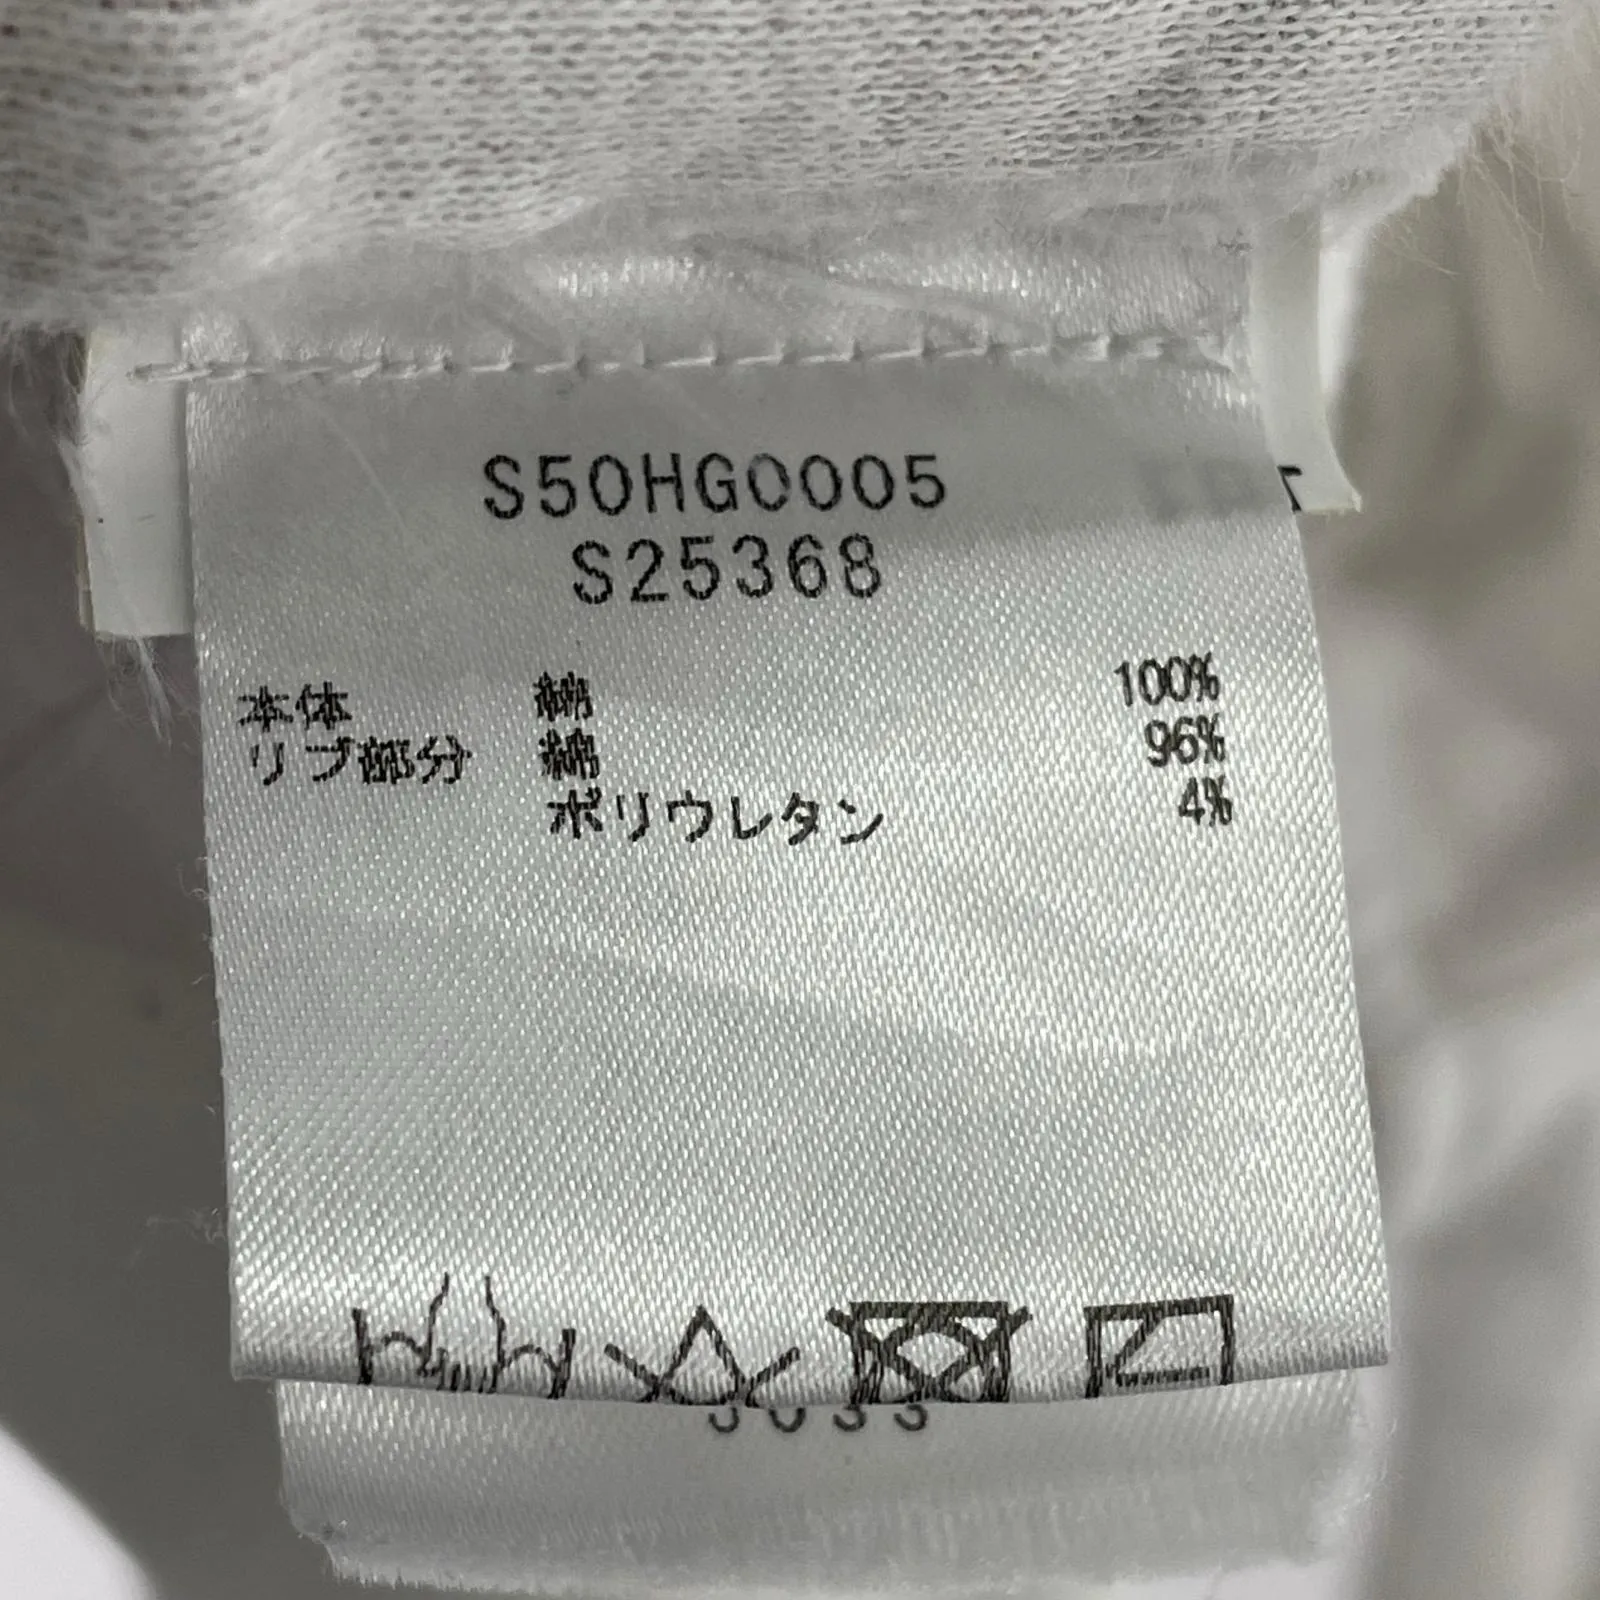 S50HG0005
S25368
本体 綿 100%
リブ部分 綿 96%
ポリウレタン 4%